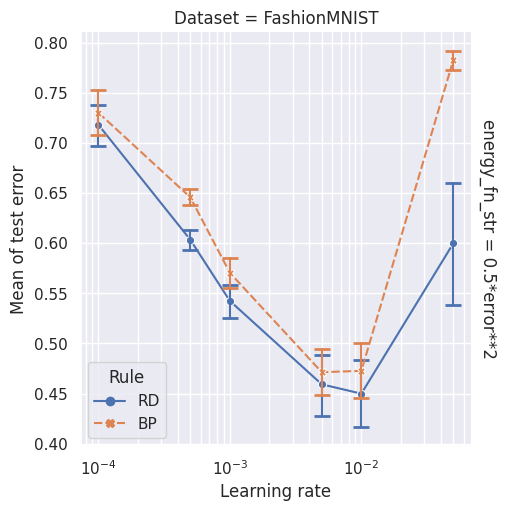 Dataset = FashionMNIST
0.80
0.75
0.70
0.65
0.60
0.55
0.50
0.45
0.40
Mean of test error
energy_fn_str = 0.5*error**2
Rule
RD
BP
10⁻⁴
10⁻³
10⁻²
Learning rate